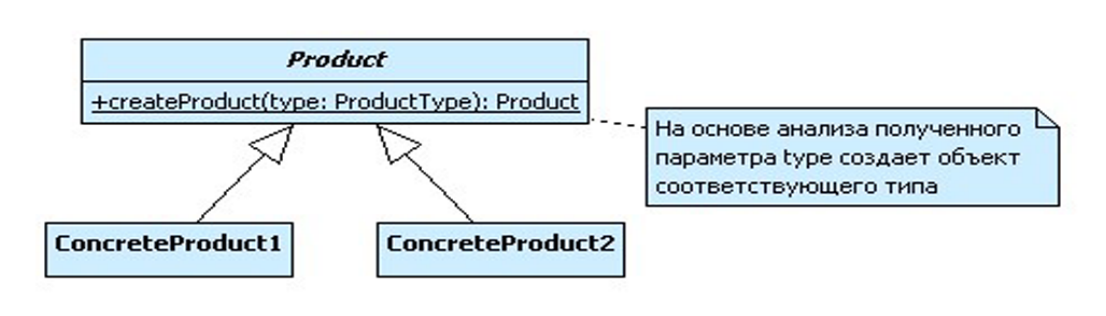 Product
+createProduct(type: ProductType): Product
На основе анализа полученного
параметра type создает объект
соответствующего типа
ConcreteProduct1
ConcreteProduct2